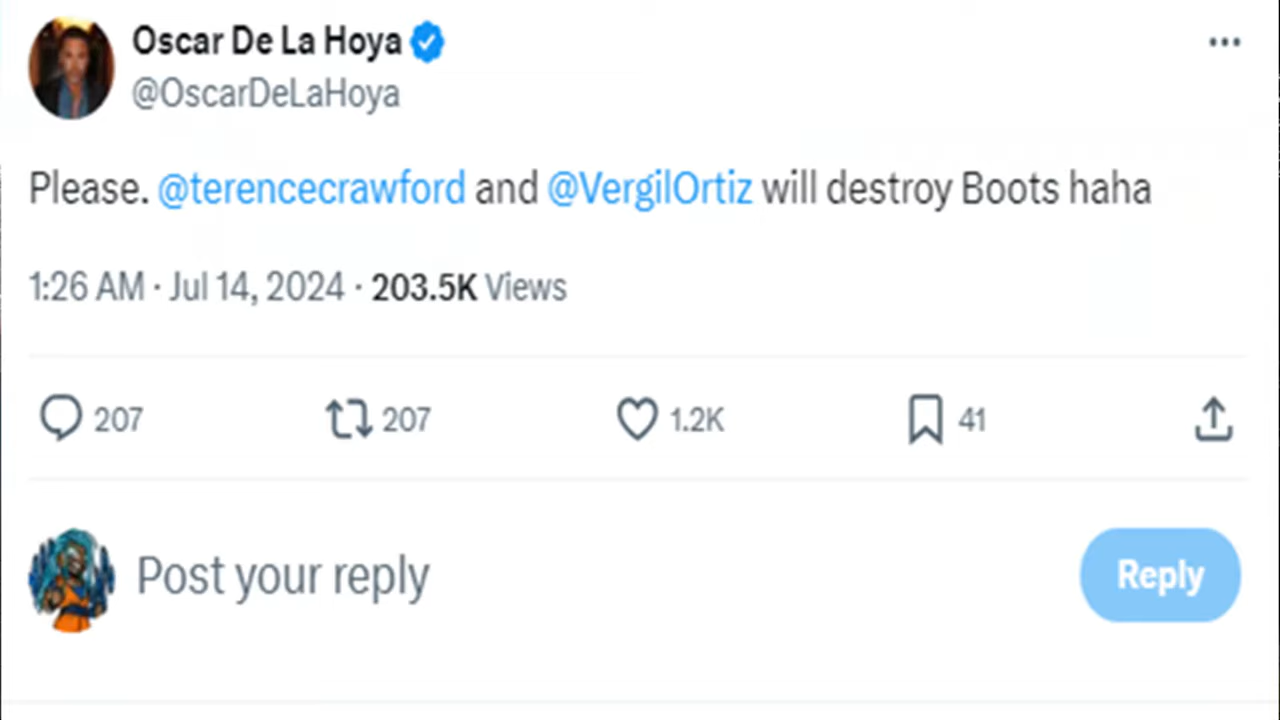 Oscar De La Hoya
@OscarDeLaHoya
Please. @terencecrawford and @VergilOrtiz will destroy Boots haha
1:26 AM · Jul 14, 2024 · 203.5K Views
207 207 1.2K 41
Post your reply Reply